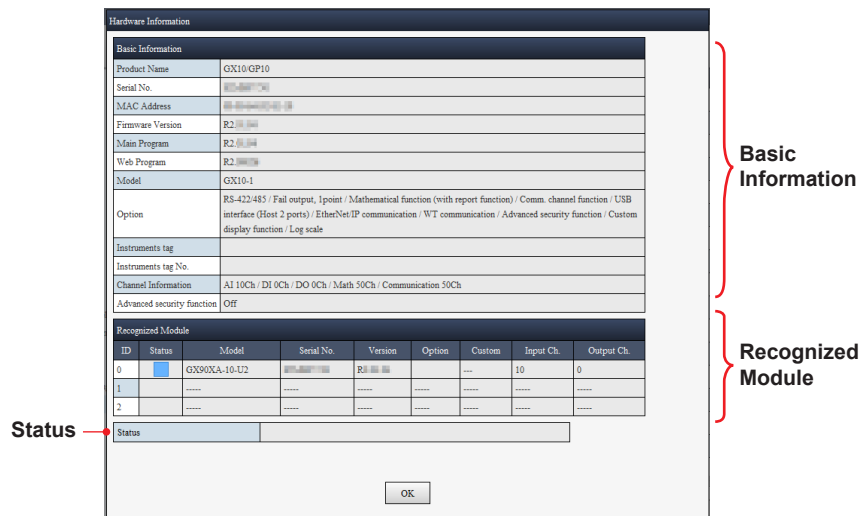 Hardware Information
Basic Information
Product Name GX10/GP10
Serial No.
MAC Address
Firmware Version R2.
Main Program R2.
Web Program R2.
Model GX10-1
Option RS-422/485 / Fail output, 1point / Mathematical function (with report function) / Comm. channel function / USB
interface (Host 2 ports) / EtherNet/IP communication / WT communication / Advanced security function / Custom
display function / Log scale
Instruments tag
Instruments tag No.
Channel Information AI 10Ch / DI 0Ch / DO 0Ch / Math 50Ch / Communication 50Ch
Advanced security function Off
Basic
Information
Recognized Module
ID Status Model Serial No. Version Option Custom Input Ch. Output Ch.
0 GX90XA-10-U2 --- 10 0
1 ----- ----- ----- ----- ----- ----- -----
2 ----- ----- ----- ----- ----- ----- -----
Recognized
Module
Status
Status
OK